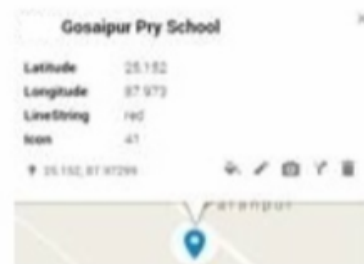 Gosaipur Pry School
Latitude 25.152
Longitude 87.973
LineString red
Icon 41
25.152, 87.97299